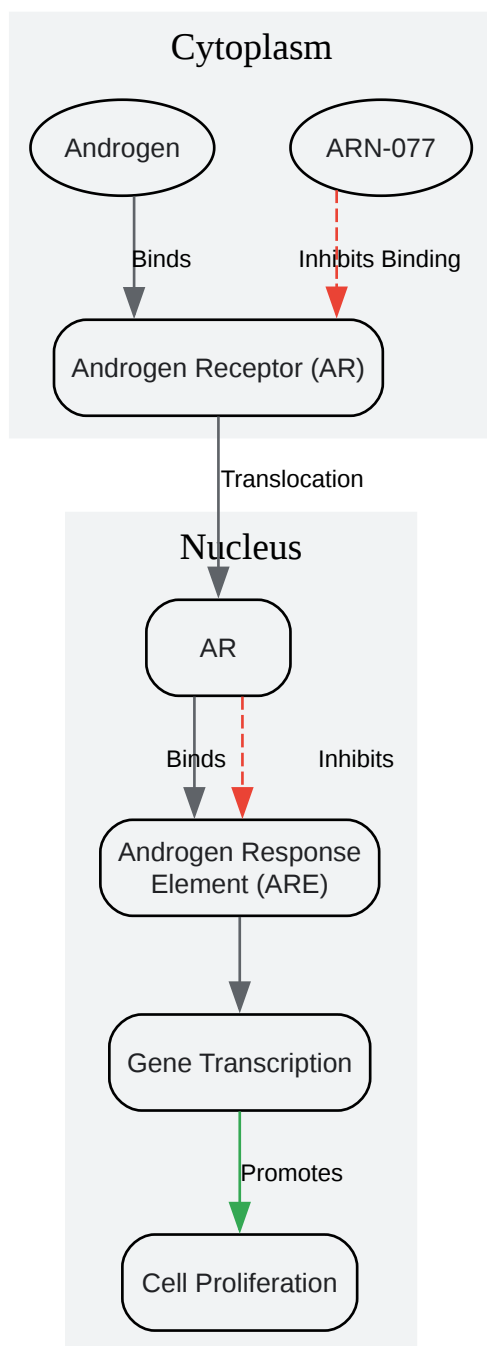 Cytoplasm
Androgen
ARN-077
Binds
Inhibits Binding
Androgen Receptor (AR)
Translocation
Nucleus
AR
Binds
Inhibits
Androgen Response
Element (ARE)
Gene Transcription
Promotes
Cell Proliferation